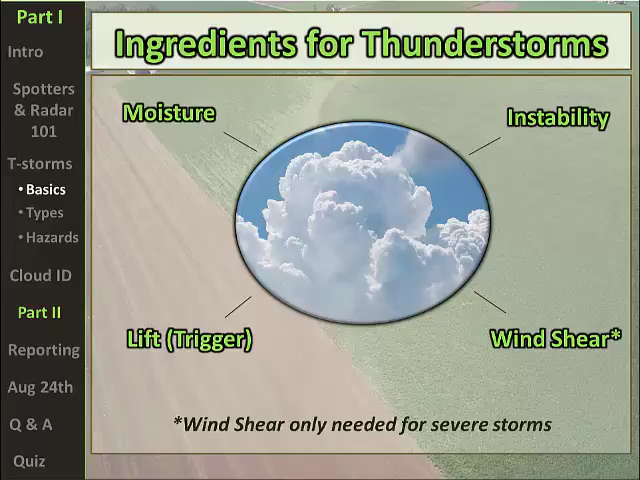 Part I
Intro
Spotters
& Radar
101
T-storms
• Basics
• Types
• Hazards
Cloud ID
Part II
Reporting
Aug 24th
Q & A
Quiz
Ingredients for Thunderstorms
Moisture
Instability
Lift (Trigger)
Wind Shear*
*Wind Shear only needed for severe storms